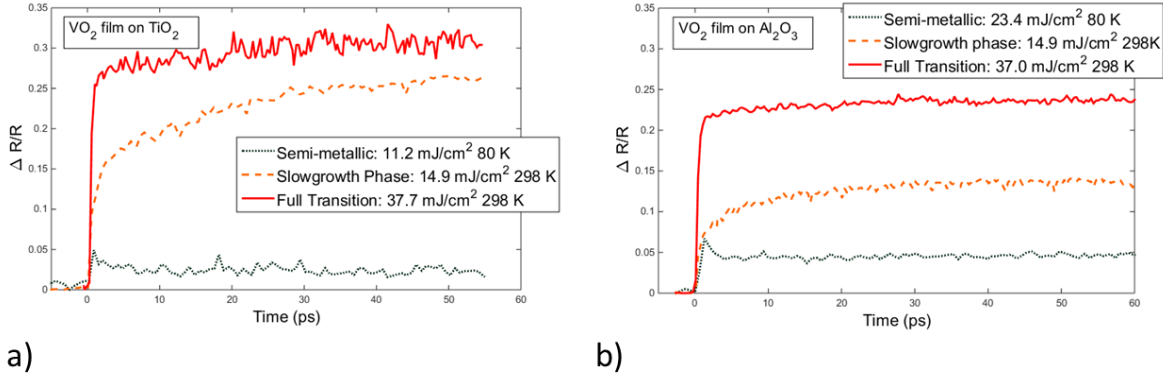 VO2 film on TiO2
0.35
0.3
0.25
0.2
0.15
0.1
0.05
0
Δ R/R
Semi-metallic: 11.2 mJ/cm2 80 K
Slowgrowth Phase: 14.9 mJ/cm2 298 K
Full Transition: 37.7 mJ/cm2 298 K
0 10 20 30 40 50 60
Time (ps)
a)
VO2 film on Al2O3
0.35
0.3
0.25
0.2
0.15
0.1
0.05
0
Δ R/R
Semi-metallic: 23.4 mJ/cm2 80 K
Slowgrowth phase: 14.9 mJ/cm2 298K
Full Transition: 37.0 mJ/cm2 298 K
0 10 20 30 40 50 60
Time (ps)
b)